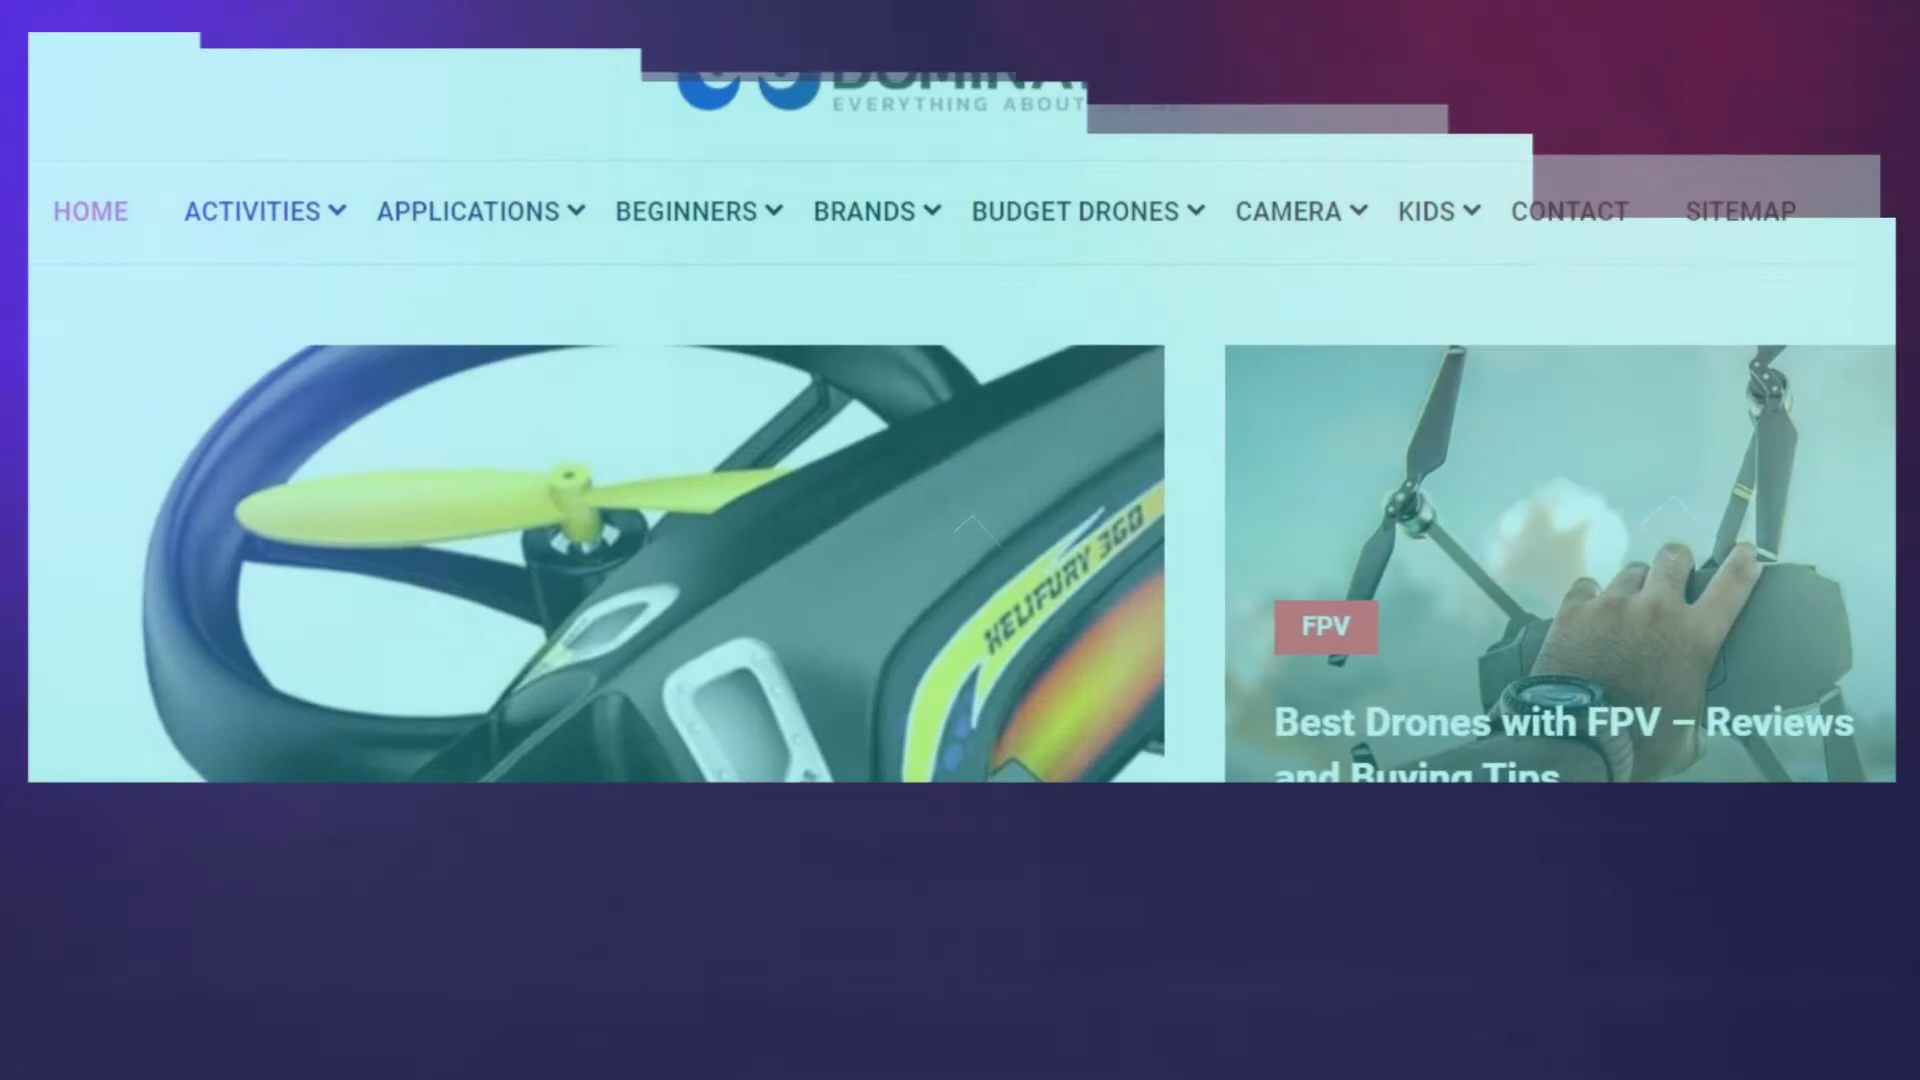 EVERYTHING ABOUT
HOME ACTIVITIES APPLICATIONS BEGINNERS BRANDS BUDGET DRONES CAMERA KIDS CONTACT SITEMAP
HELIFURY 360
FPV
Best Drones with FPV – Reviews
and Buying Tips